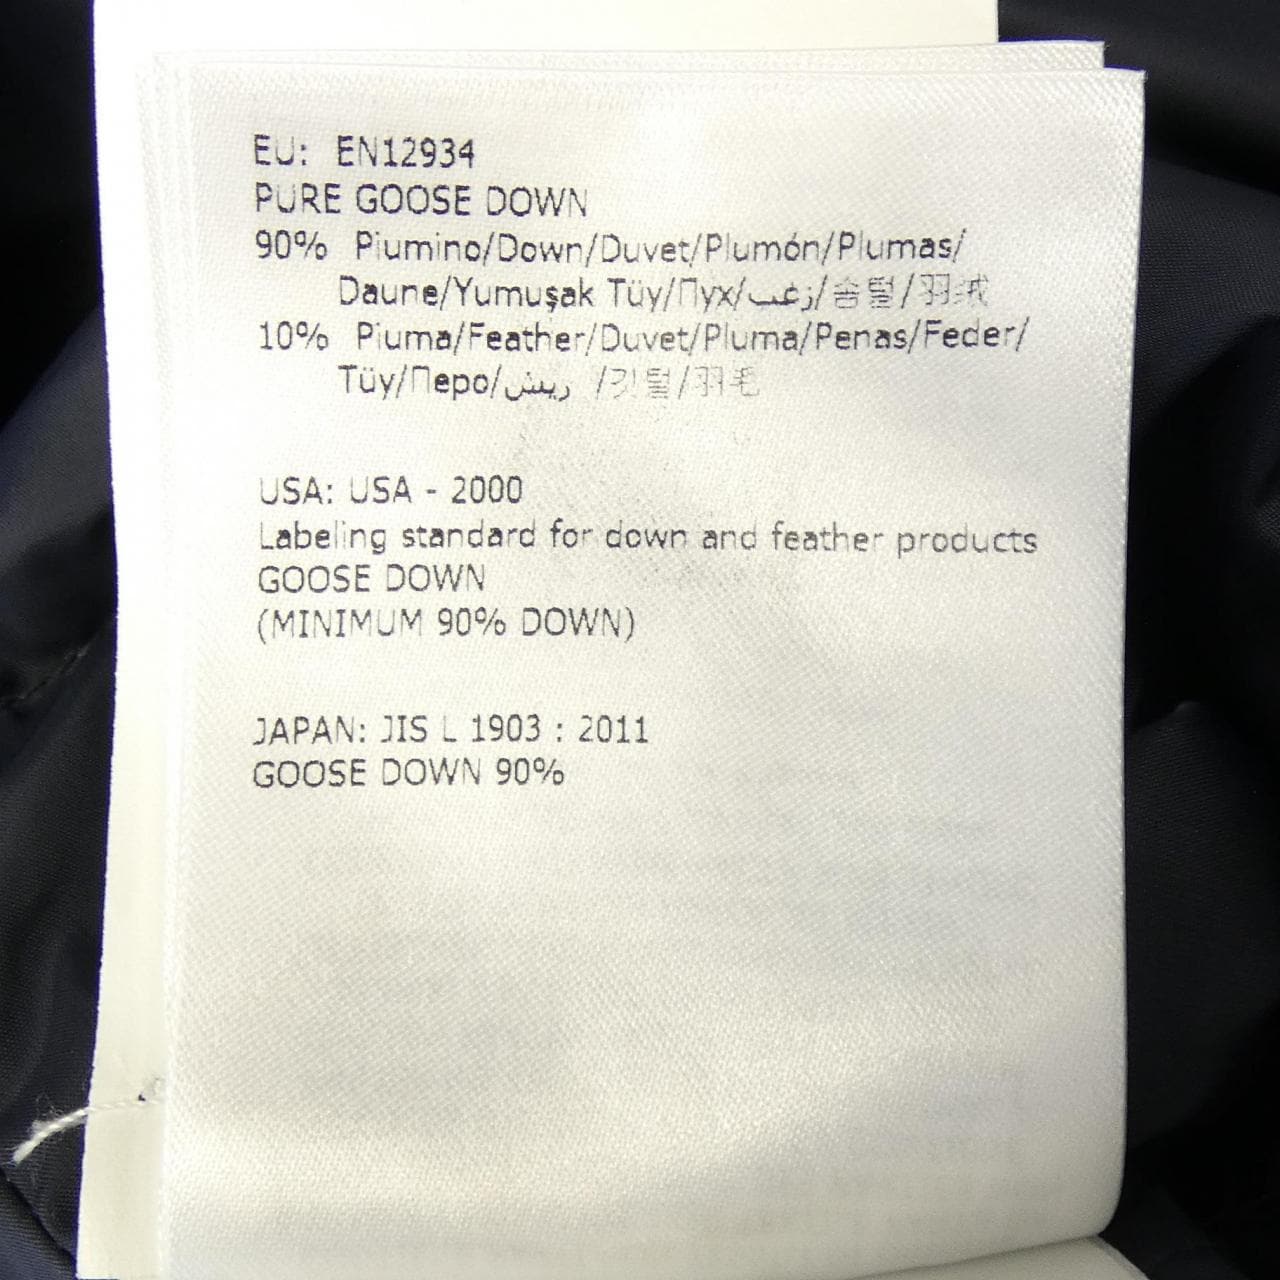 EU: EN12934
PURE GOOSE DOWN
90% Piumino/Down/Duvet/Plumón/Plumas/
Daune/Yumuşak Tüy/Пух/زغب/솜털/羽绒
10% Piuma/Feather/Duvet/Pluma/Penas/Feder/
Tüy/Перо/ريش /깃털/羽毛
USA: USA - 2000
Labeling standard for down and feather products
GOOSE DOWN
(MINIMUM 90% DOWN)
JAPAN: JIS L 1903 : 2011
GOOSE DOWN 90%